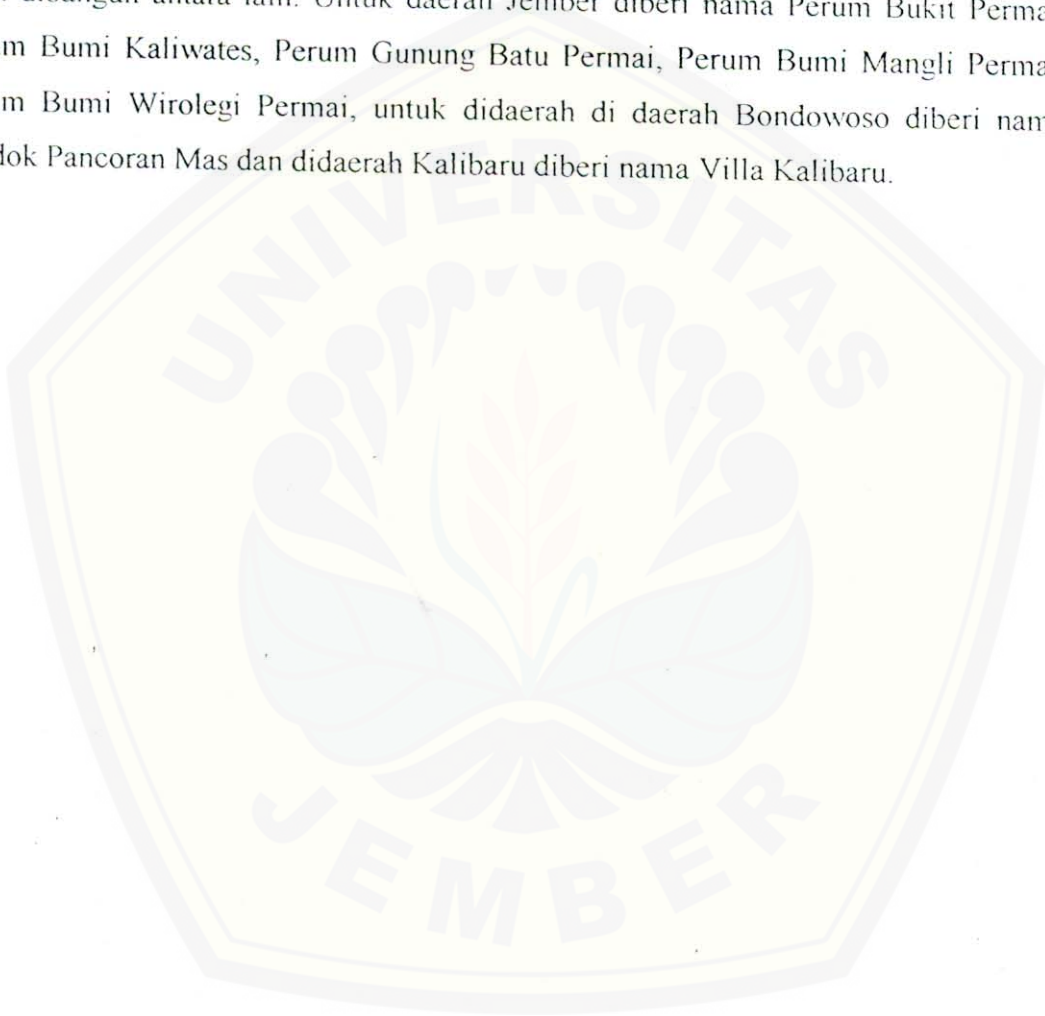 antara lain. Untuk daerah Jember diberi nama Perum Bukit Perma
m Bumi Kaliwates, Perum Gunung Batu Permai, Perum Bumi Mangli Perma
m Bumi Wirolegi Permai, untuk didaerah di daerah Bondowoso diberi nam
dok Pancoran Mas dan didaerah Kalibaru diberi nama Villa Kalibaru.
UNIVERSITAS
JEMBER